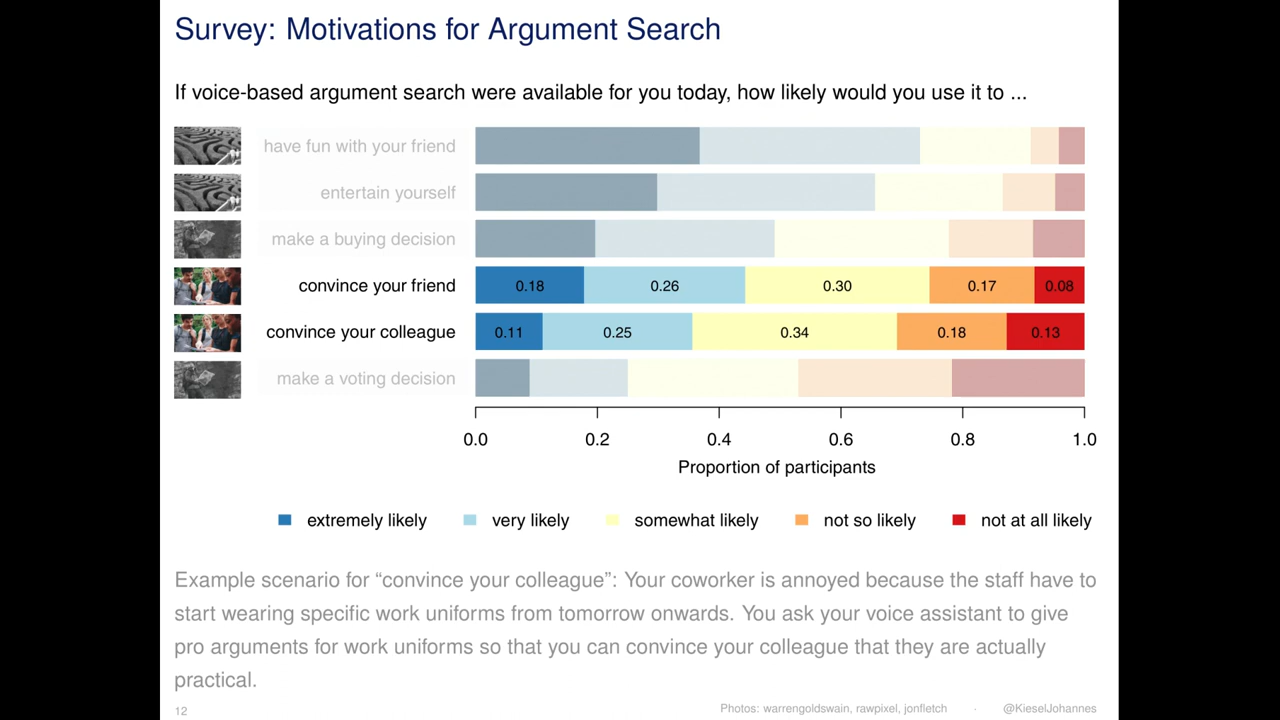 Survey: Motivations for Argument Search
If voice-based argument search were available for you today, how likely would you use it to ...
have fun with your friend
entertain yourself
make a buying decision
convince your friend 0.18 0.26 0.30 0.17 0.08
convince your colleague 0.11 0.25 0.34 0.18 0.13
make a voting decision
0.0 0.2 0.4 0.6 0.8 1.0
Proportion of participants
extremely likely very likely somewhat likely not so likely not at all likely
Example scenario for “convince your colleague”: Your coworker is annoyed because the staff have to
start wearing specific work uniforms from tomorrow onwards. You ask your voice assistant to give
pro arguments for work uniforms so that you can convince your colleague that they are actually
practical.
12 Photos: warrengoldswain, rawpixel, jonfletch · @KieselJohannes